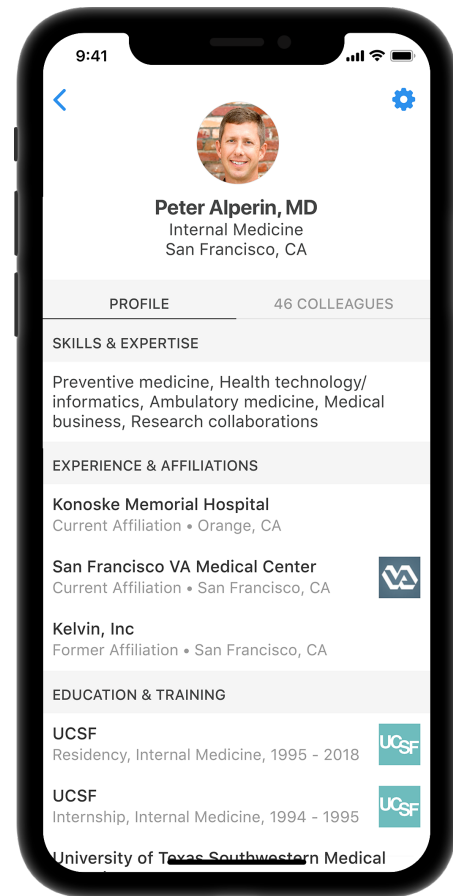 9:41
Peter Alperin, MD
Internal Medicine
San Francisco, CA
PROFILE
46 COLLEAGUES
SKILLS & EXPERTISE
Preventive medicine, Health technology/
informatics, Ambulatory medicine, Medical
business, Research collaborations
EXPERIENCE & AFFILIATIONS
Konoske Memorial Hospital
Current Affiliation • Orange, CA
San Francisco VA Medical Center
Current Affiliation • San Francisco, CA
VA
Kelvin, Inc
Former Affiliation • San Francisco, CA
EDUCATION & TRAINING
UCSF
Residency, Internal Medicine, 1995 - 2018
UCSF
UCSF
Internship, Internal Medicine, 1994 - 1995
UCSF
University of Texas Southwestern Medical